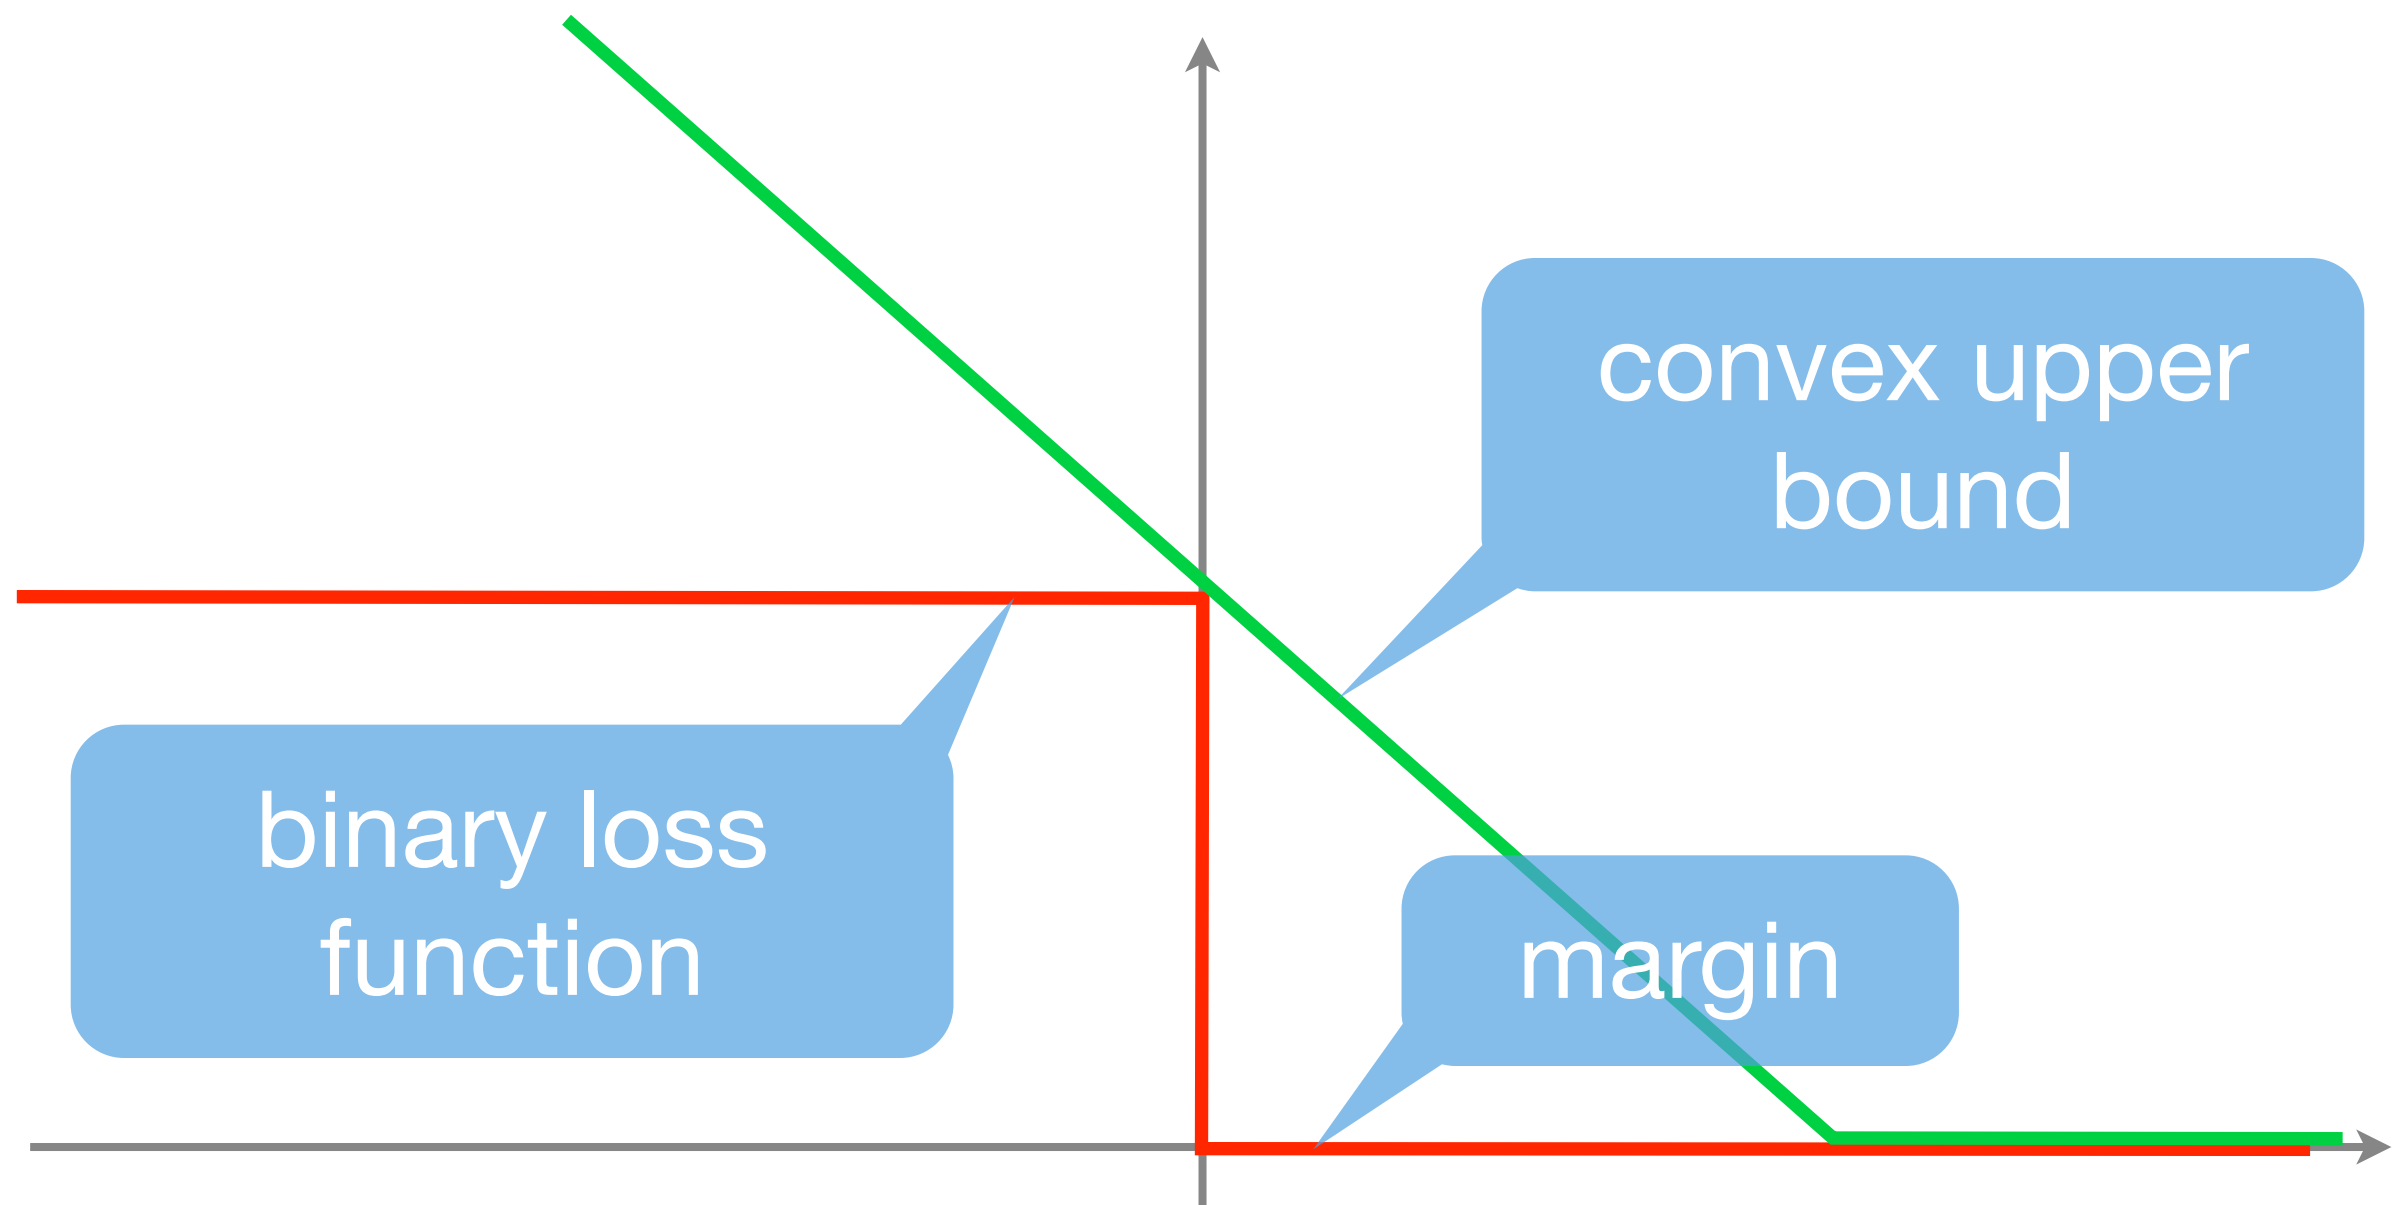 convex upper
bound
binary loss
function
margin